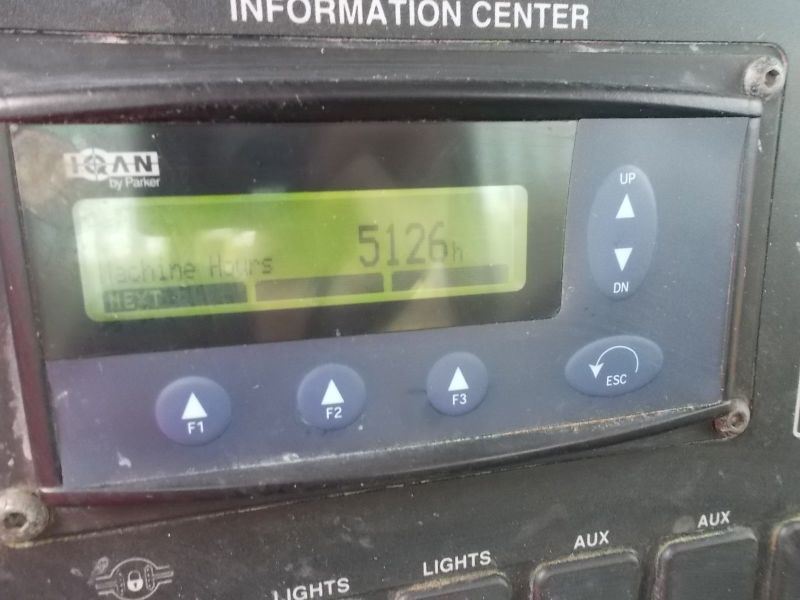 INFORMATION CENTER
IQAN
by Parker
5126h
Machine Hours
NEXT
UP
DN
F1
F2
F3
ESC
LIGHTS
LIGHTS
AUX
AUX